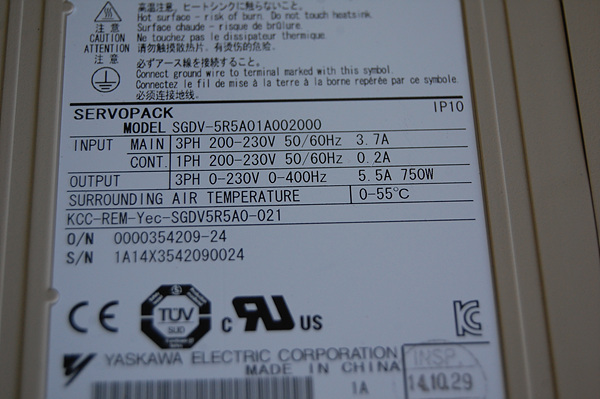 高温注意。ヒートシンクに触らないこと。
注意 Hot surface - risk of burn. Do not touch heatsink.
CAUTION Surface chaude - risque de brûlure.
ATTENTION Ne touchez pas le dissipateur thermique.
注意 请勿触摸散热片, 有烫伤的危险.
必ずアース線を接続すること。
Connect ground wire to terminal marked with this symbol.
Connectez le fil de mise à la terre à la borne repérée par ce symbole.
必须连接地线.
SERVOPACK IP10
MODEL SGDV-5R5A01A002000
INPUT MAIN 3PH 200-230V 50/60Hz 3.7A
CONT. 1PH 200-230V 50/60Hz 0.2A
OUTPUT 3PH 0-230V 0-400Hz 5.5A 750W
SURROUNDING AIR TEMPERATURE 0-55℃
KCC-REM-Yec-SGDV5R5A0-021
O/N 0000354209-24
S/N 1A14X3542090024
CE TÜV SÜD c RU US KC
YASKAWA ELECTRIC CORPORATION
MADE IN CHINA
1A
INSP.
14.10.29